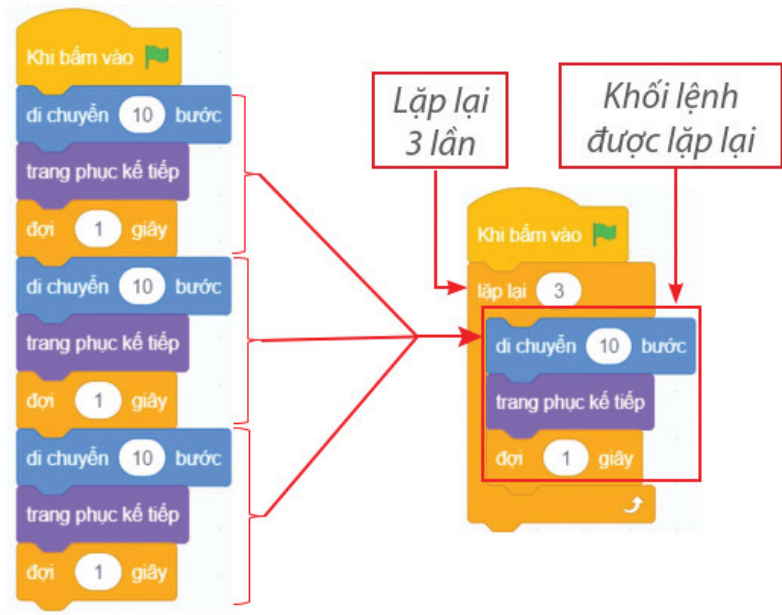 Khi bấm vào
di chuyển 10 bước
trang phục kế tiếp
đợi 1 giây
di chuyển 10 bước
trang phục kế tiếp
đợi 1 giây
di chuyển 10 bước
trang phục kế tiếp
đợi 1 giây
Lặp lại
3 lần
Khối lệnh
được lặp lại
Khi bấm vào
lặp lại 3
di chuyển 10 bước
trang phục kế tiếp
đợi 1 giây